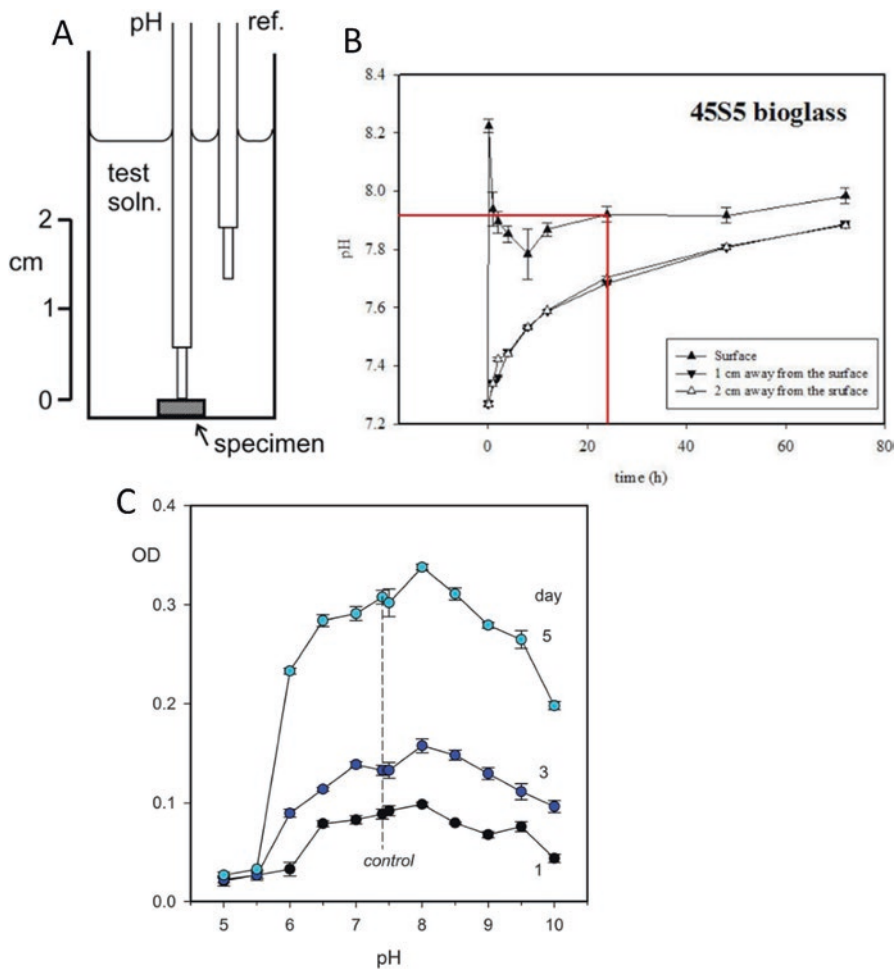 A
pH
ref.
test
soln.
2
cm
1
0
specimen
B
45S5 bioglass
8.4
8.2
8.0
7.8
7.6
7.4
7.2
pH
Surface
1 cm away from the surface
2 cm away from the sruface
0
20
40
60
80
time (h)
C
0.4
OD
0.3
0.2
0.1
0.0
day
5
3
1
control
5
6
7
8
9
10
pH